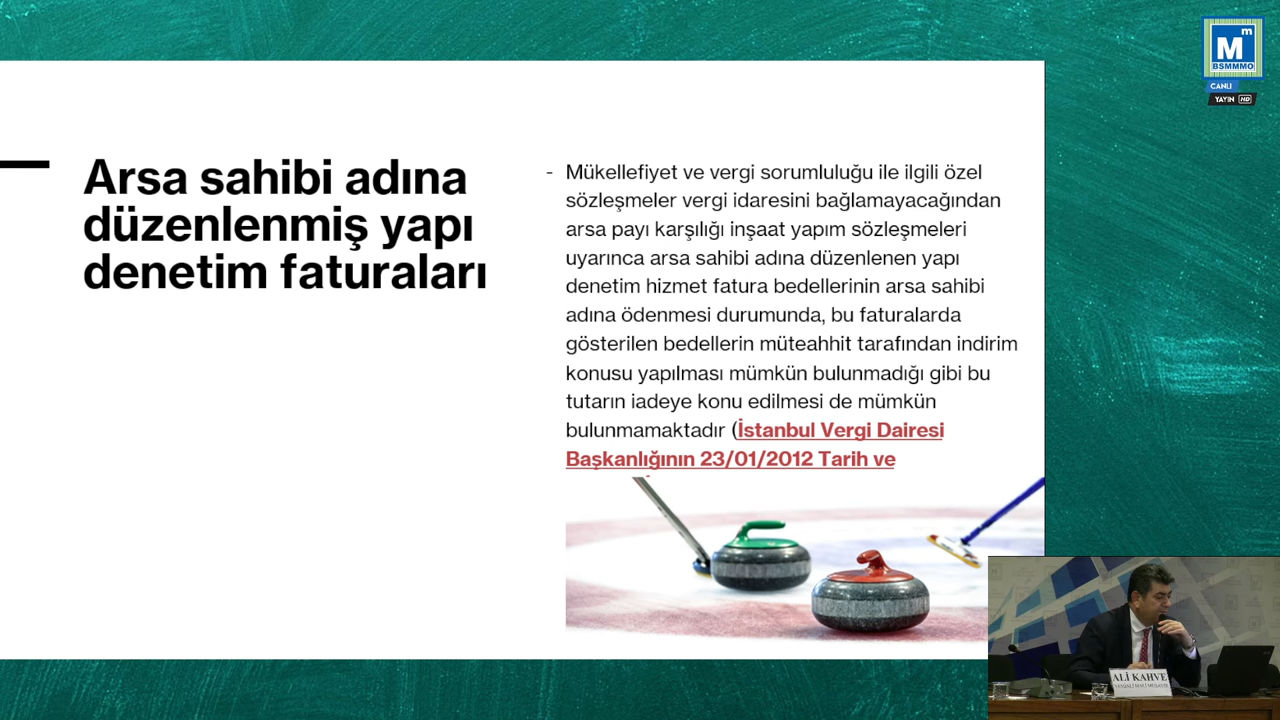 Arsa sahibi adına
düzenlenmiş yapı
denetim faturaları
- Mükellefiyet ve vergi sorumluluğu ile ilgili özel
sözleşmeler vergi idaresini bağlamayacağından
arsa payı karşılığı inşaat yapım sözleşmeleri
uyarınca arsa sahibi adına düzenlenen yapı
denetim hizmet fatura bedellerinin arsa sahibi
adına ödenmesi durumunda, bu faturalarda
gösterilen bedellerin müteahhit tarafından indirim
konusu yapılması mümkün bulunmadığı gibi bu
tutarın iadeye konu edilmesi de mümkün
bulunmamaktadır (İstanbul Vergi Dairesi
Başkanlığının 23/01/2012 Tarih ve
Mm
BSMMMO
CANLI
YAYIN HD
ALİ KAHVE